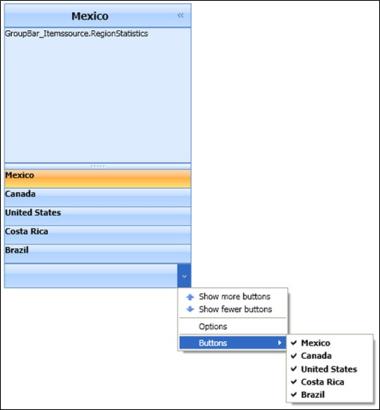 Mexico
GroupBar_Itemssource.RegionStatistics
Mexico
Canada
United States
Costa Rica
Brazil
Show more buttons
Show fewer buttons
Options
Buttons
Mexico
Canada
United States
Costa Rica
Brazil